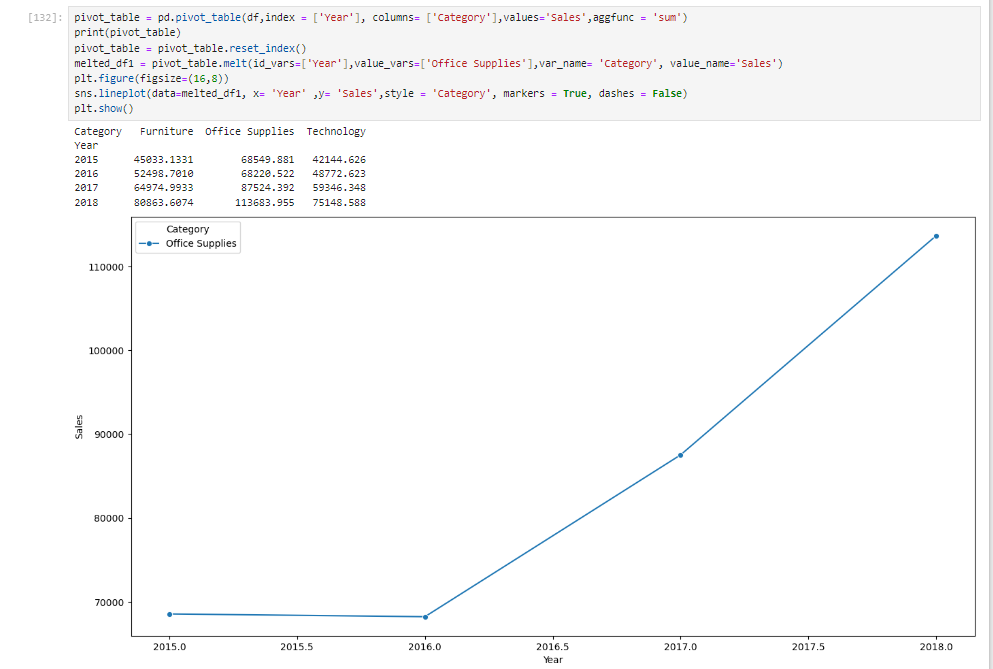 [132]: pivot_table = pd.pivot_table(df,index = ['Year'], columns= ['Category'],values='Sales',aggfunc = 'sum')
print(pivot_table)
pivot_table = pivot_table.reset_index()
melted_df1 = pivot_table.melt(id_vars=['Year'],value_vars=['Office Supplies'],var_name= 'Category', value_name='Sales')
plt.figure(figsize=(16,8))
sns.lineplot(data=melted_df1, x= 'Year' ,y= 'Sales',style = 'Category', markers = True, dashes = False)
plt.show()
Category Furniture Office Supplies Technology
Year
2015 45033.1331 68549.881 42144.626
2016 52498.7010 68220.522 48772.623
2017 64974.9933 87524.392 59346.348
2018 80863.6074 113683.955 75148.588
Category
Office Supplies
110000
100000
90000
80000
70000
Sales
2015.0 2015.5 2016.0 2016.5 2017.0 2017.5 2018.0
Year